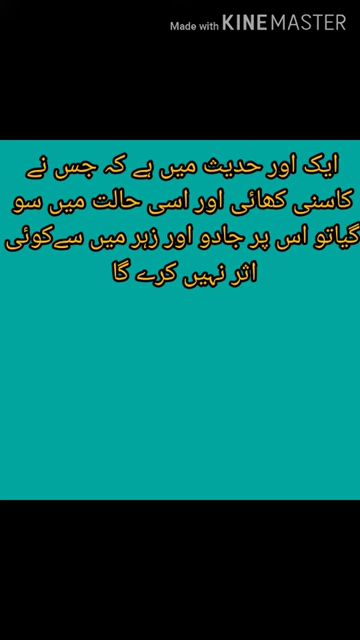 Made with KINEMASTER
ایک اور حدیث میں ہے کہ جس نے
کاسنی کھائی اور اسی حالت میں سو
گیاتو اس پر جادو اور زہر میں سےکوئی
اثر نہیں کرے گا